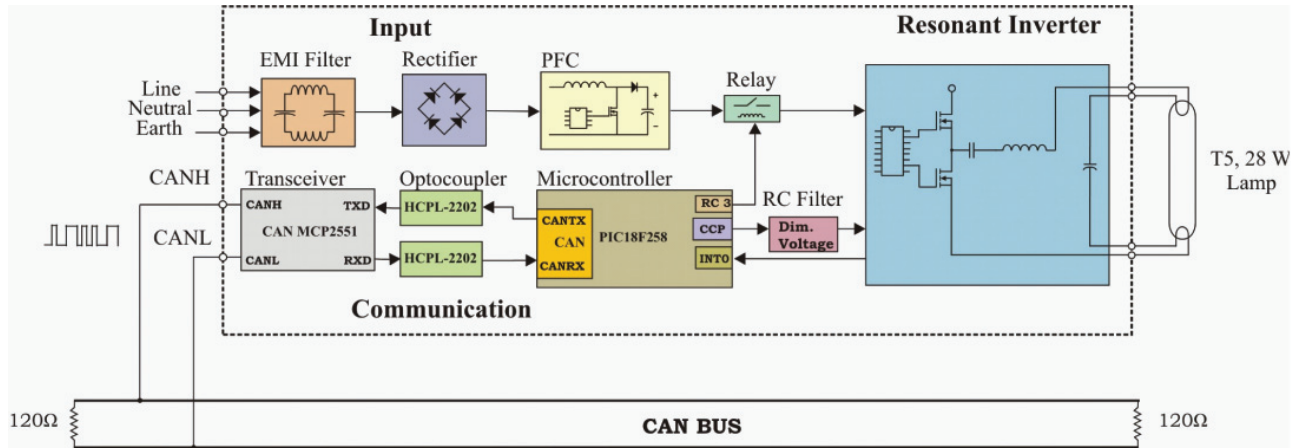 Input
Resonant Inverter
EMI Filter
Rectifier
PFC
Relay
Line
Neutral
Earth
+
−
T5, 28 W
Lamp
CANH
CANL
Transceiver
Optocoupler
Microcontroller
RC Filter
CANH
TXD
CAN MCP2551
CANL
RXD
HCPL-2202
HCPL-2202
CANTX
CAN
CANRX
PIC18F258
RC 3
CCP
INTO
Dim.
Voltage
Communication
120Ω
CAN BUS
120Ω